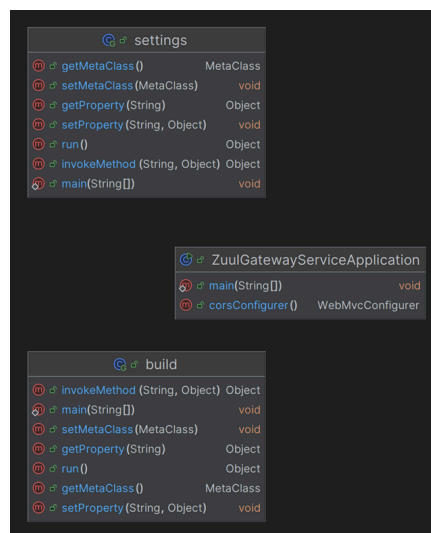 settings
getMetaClass() MetaClass
setMetaClass(MetaClass) void
getProperty(String) Object
setProperty(String, Object) void
run() Object
invokeMethod (String, Object) Object
main(String[]) void
ZuulGatewayServiceApplication
main(String[]) void
corsConfigurer() WebMvcConfigurer
build
invokeMethod (String, Object) Object
main(String[]) void
setMetaClass(MetaClass) void
getProperty(String) Object
run() Object
getMetaClass() MetaClass
setProperty(String, Object) void